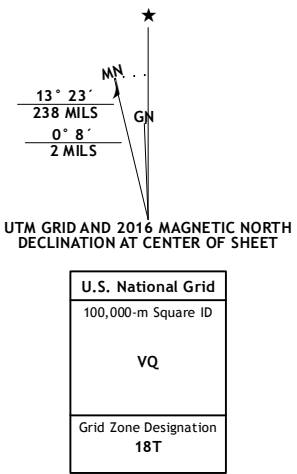 ★
MN
GN
13° 23´
238 MILS
0° 8´
2 MILS
UTM GRID AND 2016 MAGNETIC NORTH
DECLINATION AT CENTER OF SHEET
U.S. National Grid
100,000-m Square ID
VQ
Grid Zone Designation
18T